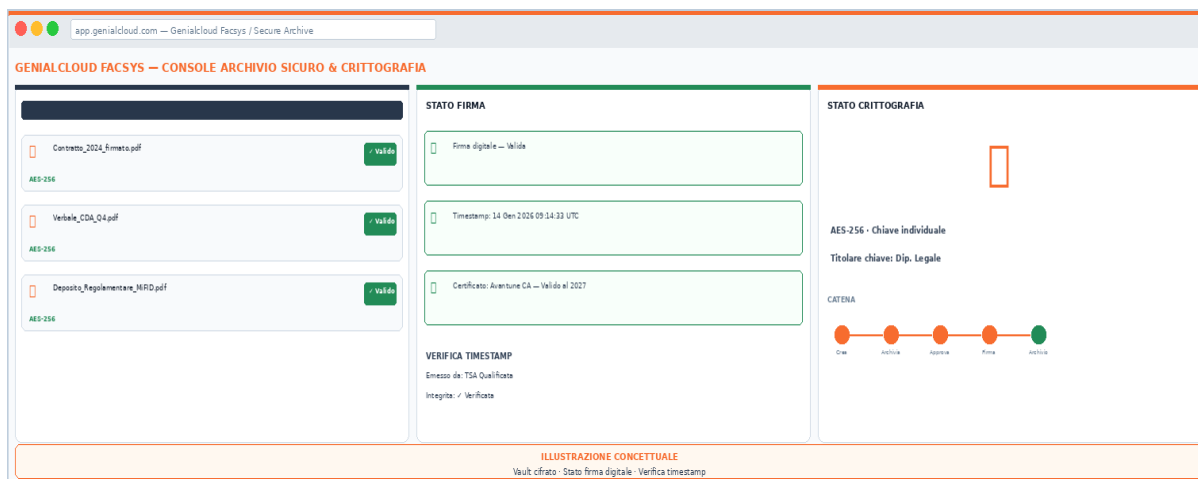 app.genialcloud.com — Genialcloud Facsys / Secure Archive
GENIALCLOUD FACSYS — CONSOLE ARCHIVIO SICURO & CRITTOGRAFIA
Contratto_2024_firmato.pdf
✓ Valido
AES-256
Verbale_CDA_Q4.pdf
✓ Valido
AES-256
Deposito_Regolamentare_MiFID.pdf
✓ Valido
AES-256
STATO FIRMA
Firma digitale — Valida
Timestamp: 14 Gen 2026 09:14:33 UTC
Certificato: Avantune CA — Valido al 2027
VERIFICA TIMESTAMP
Emesso da: TSA Qualificata
Integrita: ✓ Verificata
STATO CRITTOGRAFIA
AES-256 · Chiave individuale
Titolare chiave: Dip. Legale
CATENA
Crea
Archivia
Approva
Firma
Archivio
ILLUSTRAZIONE CONCETTUALE
Vault cifrato · Stato firma digitale · Verifica timestamp